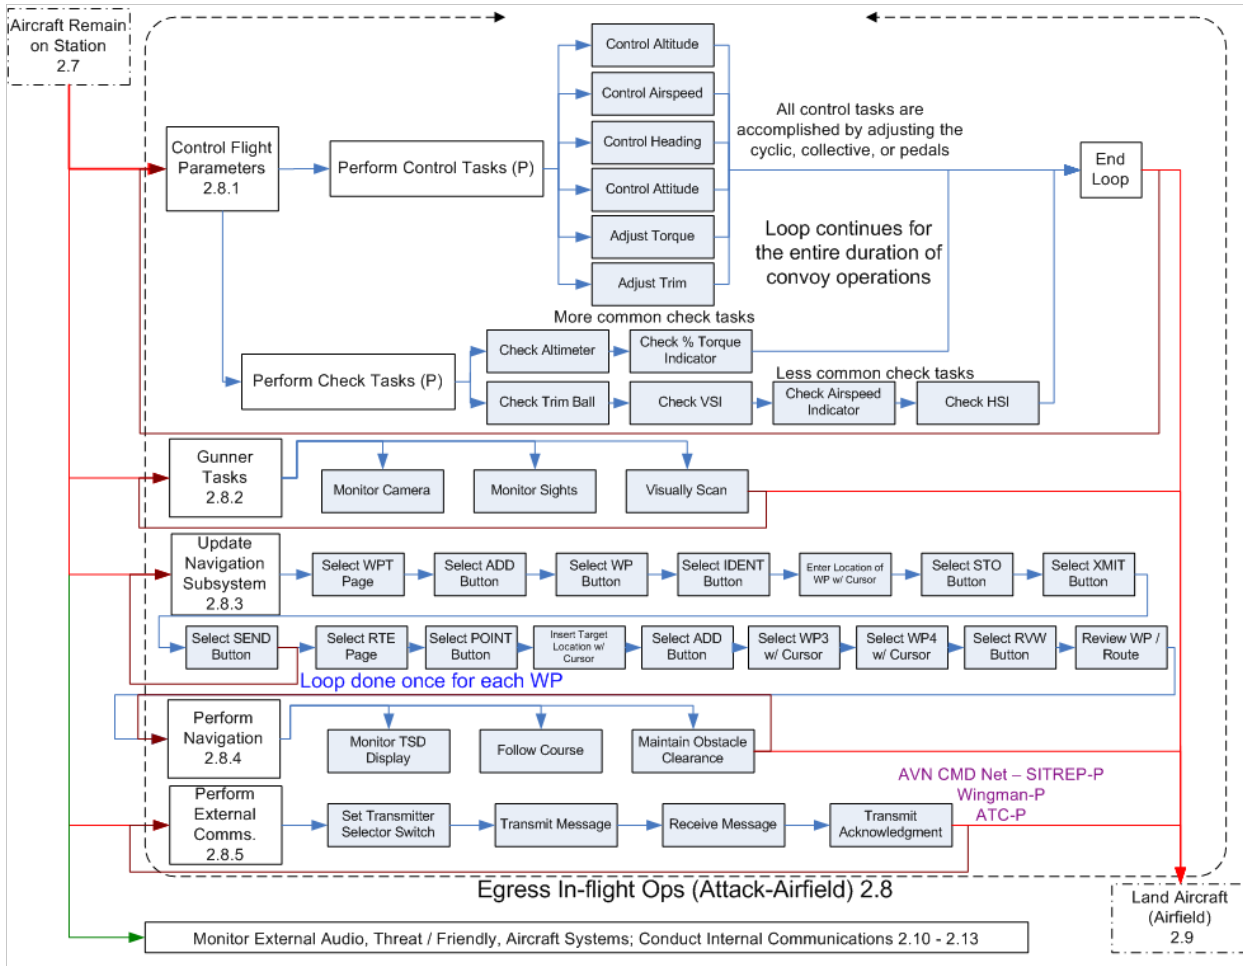 Aircraft Remain
on Station
2.7
Control Flight
Parameters
2.8.1
Perform Control Tasks (P)
Control Altitude
Control Airspeed
Control Heading
Control Attitude
Adjust Torque
Adjust Trim
All control tasks are
accomplished by adjusting the
cyclic, collective, or pedals
Loop continues for
the entire duration of
convoy operations
End
Loop
More common check tasks
Perform Check Tasks (P)
Check Altimeter
Check % Torque
Indicator
Less common check tasks
Check Trim Ball
Check VSI
Check Airspeed
Indicator
Check HSI
Gunner
Tasks
2.8.2
Monitor Camera
Monitor Sights
Visually Scan
Update
Navigation
Subsystem
2.8.3
Select WPT
Page
Select ADD
Button
Select WP
Button
Select IDENT
Button
Enter Location of
WP w/ Cursor
Select STO
Button
Select XMIT
Button
Select SEND
Button
Select RTE
Page
Select POINT
Button
Insert Target
Location w/
Cursor
Select ADD
Button
Select WP3
w/ Cursor
Select WP4
w/ Cursor
Select RVW
Button
Review WP /
Route
Loop done once for each WP
Perform
Navigation
2.8.4
Monitor TSD
Display
Follow Course
Maintain Obstacle
Clearance
AVN CMD Net – SITREP-P
Wingman-P
ATC-P
Perform
External
Comms.
2.8.5
Set Transmitter
Selector Switch
Transmit Message
Receive Message
Transmit
Acknowledgment
Egress In-flight Ops (Attack-Airfield) 2.8
Land Aircraft
(Airfield)
2.9
Monitor External Audio, Threat / Friendly, Aircraft Systems; Conduct Internal Communications 2.10 - 2.13